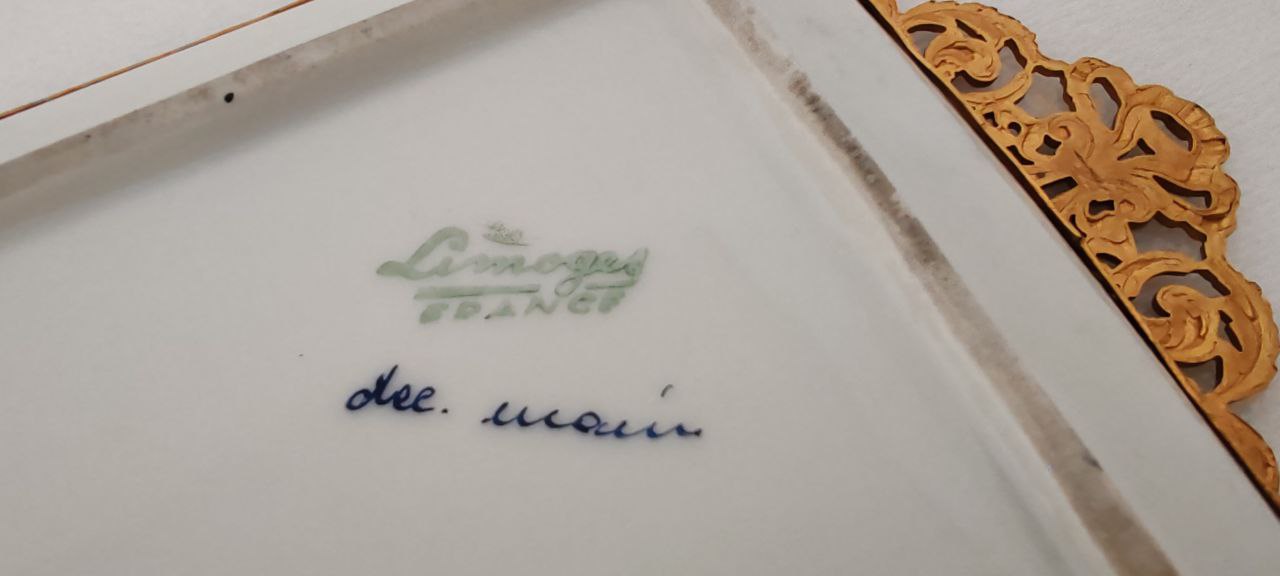 Limoges
FRANCE
dec. main